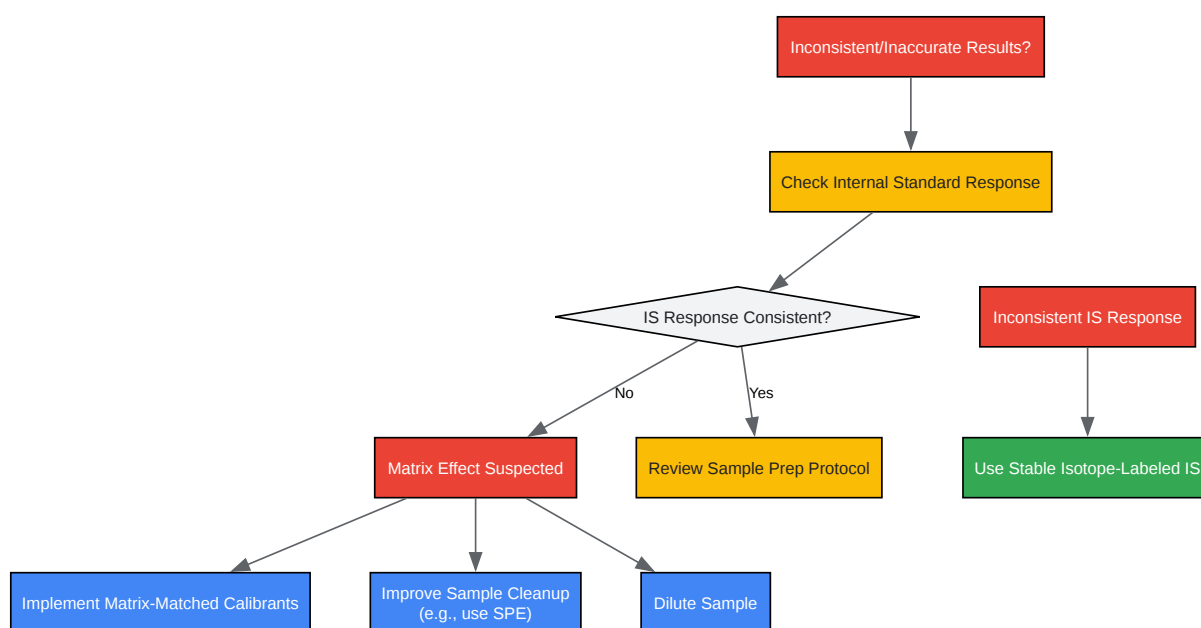 Inconsistent/Inaccurate Results?
Check Internal Standard Response
IS Response Consistent?
Inconsistent IS Response
No
Yes
Matrix Effect Suspected
Review Sample Prep Protocol
Use Stable Isotope-Labeled IS
Implement Matrix-Matched Calibrants
Improve Sample Cleanup
(e.g., use SPE)
Dilute Sample